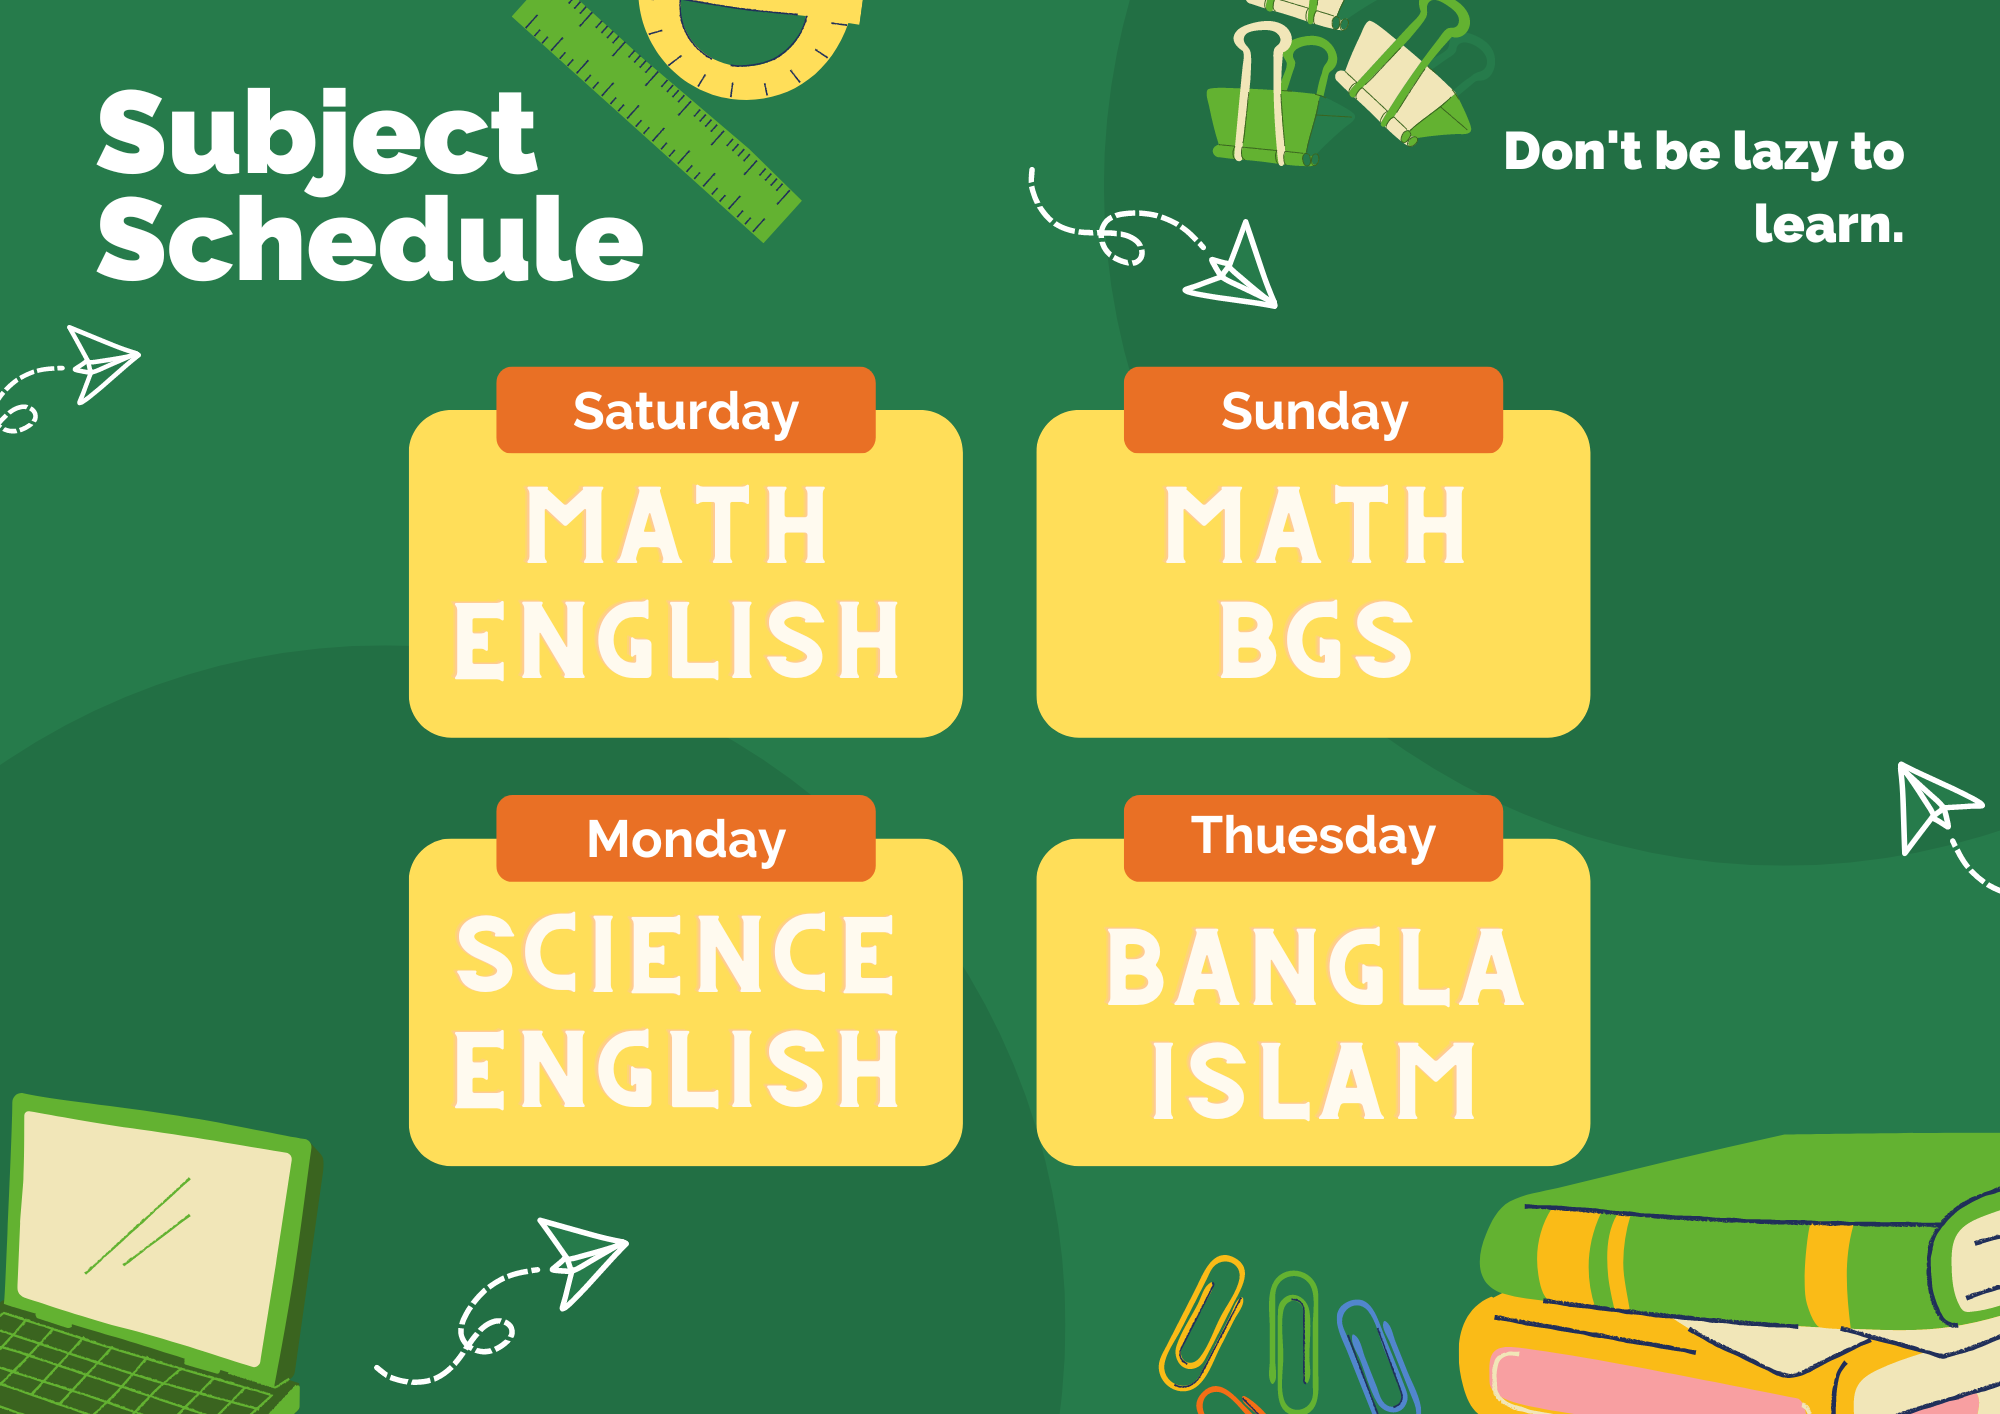 Subject
Schedule
Don't be lazy to
learn.
Saturday
MATH
ENGLISH
Sunday
MATH
BGS
Monday
SCIENCE
ENGLISH
Thuesday
BANGLA
ISLAM